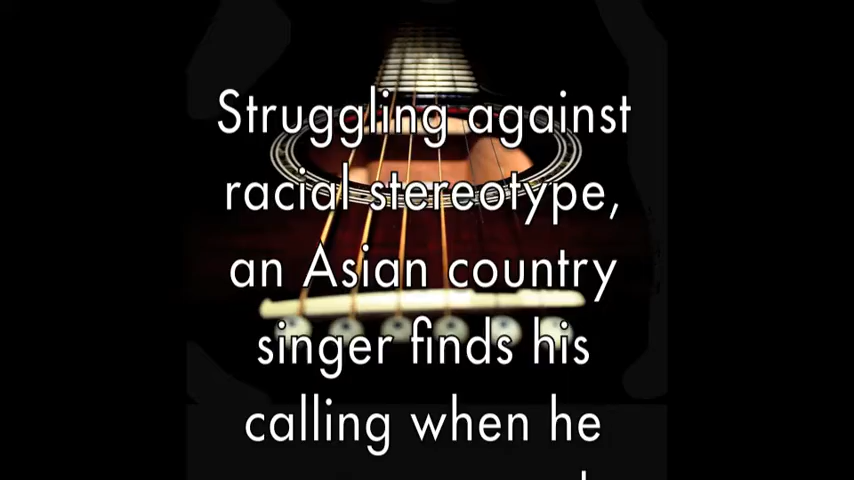 Struggling against
racial stereotype,
an Asian country
singer finds his
calling when he